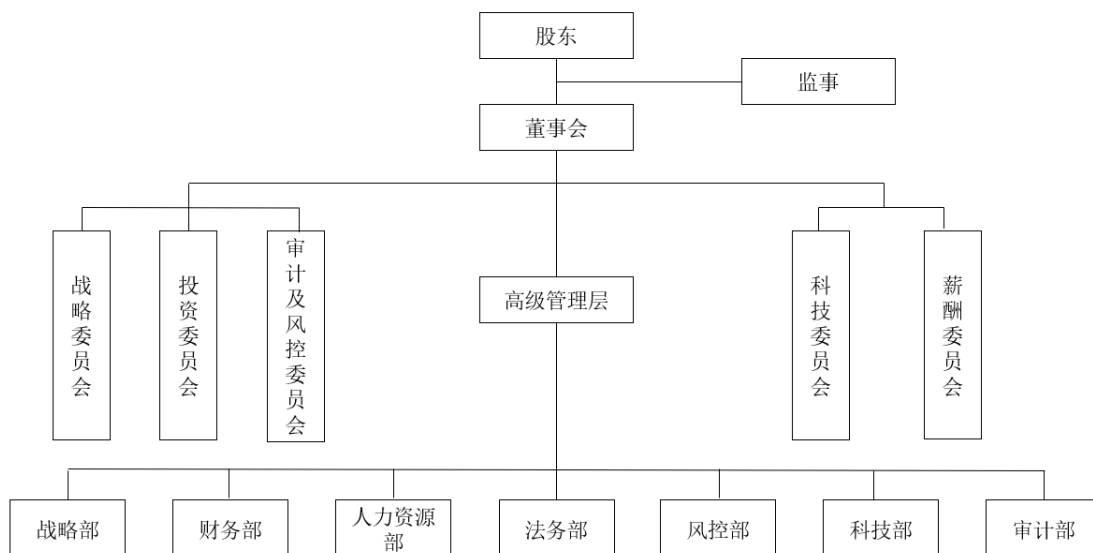 股东
监事
董事会
战略委员会
投资委员会
审计及风控委员会
高级管理层
科技委员会
薪酬委员会
战略部
财务部
人力资源
部
法务部
风控部
科技部
审计部